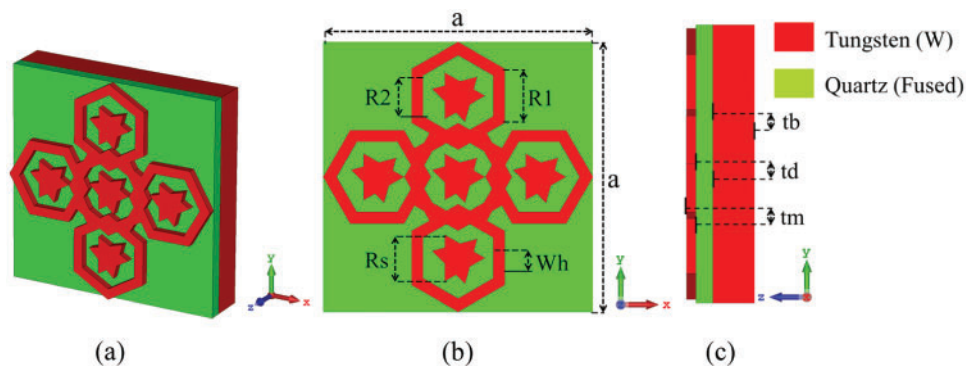 a
R2
R1
a
Rs
Wh
Tungsten (W)
Quartz (Fused)
tb
td
tm
y
x
z
y
x
z
y
(a)
(b)
(c)